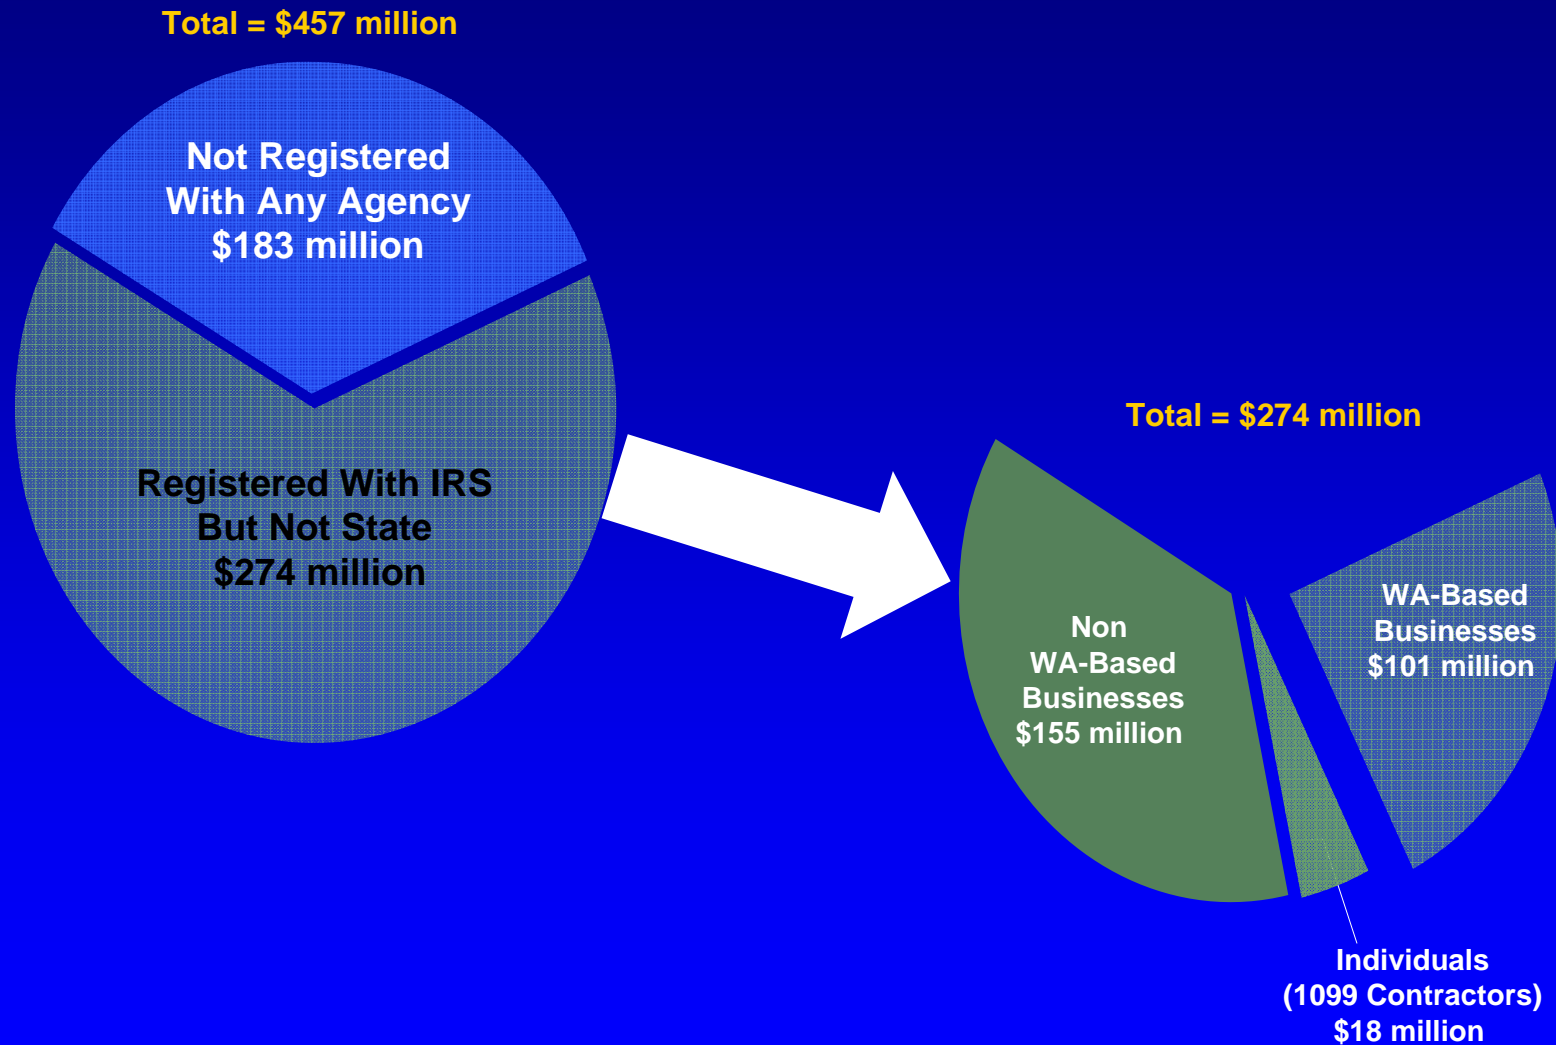 Total = $457 million
Not Registered
With Any Agency
$183 million
Registered With IRS
But Not State
$274 million
Total = $274 million
Non
WA-Based
Businesses
$155 million
WA-Based
Businesses
$101 million
Individuals
(1099 Contractors)
$18 million